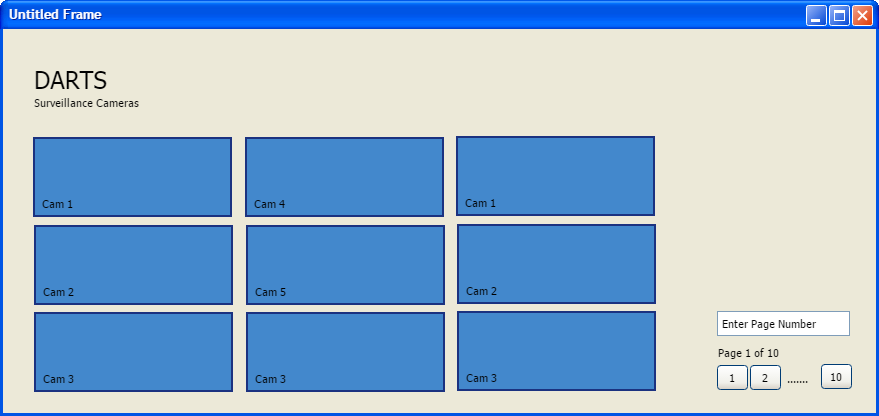 Untitled Frame
DARTS
Surveillance Cameras
Cam 1
Cam 4
Cam 1
Cam 2
Cam 5
Cam 2
Cam 3
Cam 3
Cam 3
Enter Page Number
Page 1 of 10
1 2 ....... 10